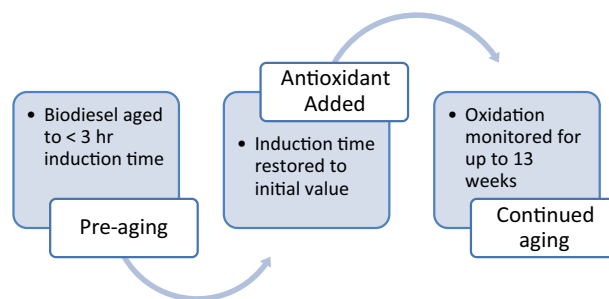 • Biodiesel aged
to < 3 hr
induction time
Pre-aging
Antioxidant
Added
• Induction time
restored to
initial value
• Oxidation
monitored for
up to 13
weeks
Continued
aging